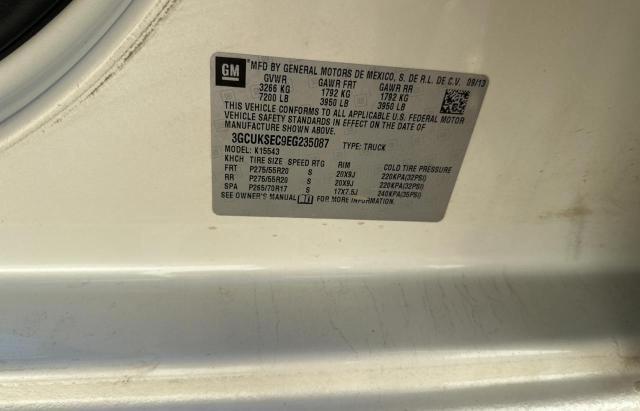 GM
MFD BY GENERAL MOTORS DE MEXICO, S. DE R.L. DE C.V. 09/13
GVWR GAWR FRT GAWR RR
3266 KG 1792 KG 1792 KG
7200 LB 3950 LB 3950 LB
THIS VEHICLE CONFORMS TO ALL APPLICABLE U.S. FEDERAL MOTOR
VEHICLE SAFETY STANDARDS IN EFFECT ON THE DATE OF
MANUFACTURE SHOWN ABOVE.
3GCUKSEC9EG235087 TYPE: TRUCK
MODEL: K15543
KHCH TIRE SIZE SPEED RTG RIM COLD TIRE PRESSURE
FRT P275/55R20 S 20X9J 220KPA(32PSI)
RR P275/55R20 S 20X9J 220KPA(32PSI)
SPA P265/70R17 S 17X7.5J 240KPA(35PSI)
SEE OWNER'S MANUAL FOR MORE INFORMATION.